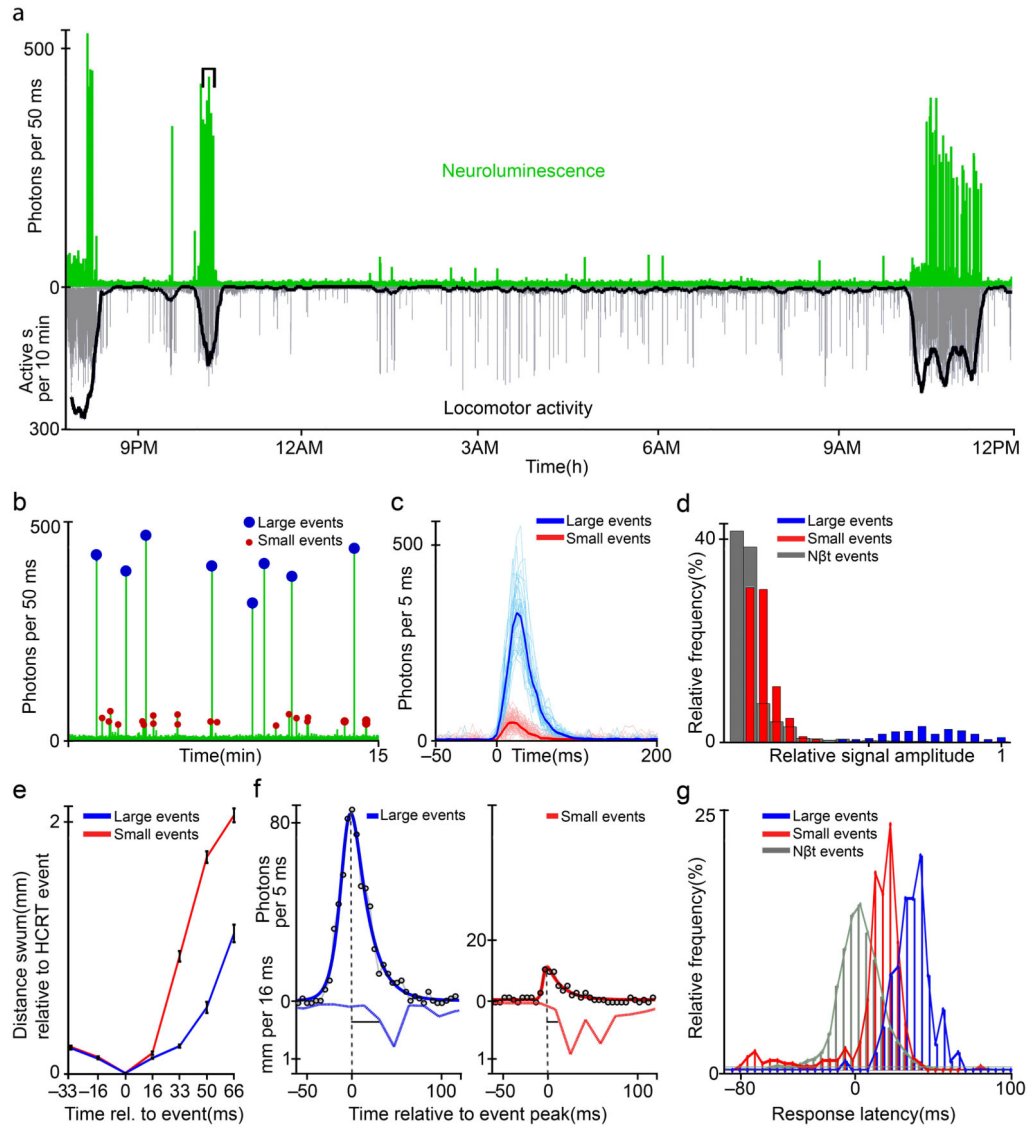 a
500
Photons per 50 ms
Neuroluminescence
0
Active s
per 10 min
Locomotor activity
300
9PM
12AM
3AM
6AM
9AM
12PM
Time(h)
b
500
Large events
Small events
Photons per 50 ms
0
Time(min)
15
c
500
Large events
Small events
Photons per 5 ms
0
−50
0
Time(ms)
200
d
40
Large events
Small events
Nβt events
Relative frequency(%)
0
Relative signal amplitude
1
e
2
Large events
Small events
Distance swum(mm)
relative to HCRT event
0
−33
−16
0
16
33
50
66
Time rel. to event(ms)
f
80
Large events
Photons
per 5 ms
0
mm per 16 ms
1
−50
0
100
Small events
20
0
1
−50
0
100
Time relative to event peak(ms)
g
25
Large events
Small events
Nβt events
Relative frequency(%)
0
−80
0
100
Response latency(ms)